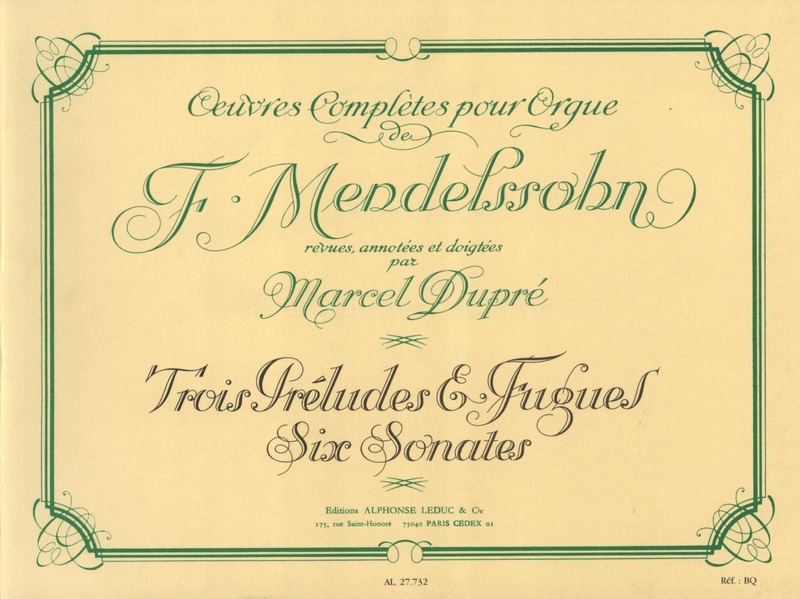 Œuvres Complètes pour Orgue
de
F. Mendelssohn
revues, annotées et doigtées
par
Marcel Dupré
Trois Préludes & Fugues
Six Sonates
Editions ALPHONSE LEDUC & Cie
175, rue Saint-Honoré 75040 PARIS CEDEX 01
AL. 27.732
Réf. : BQ